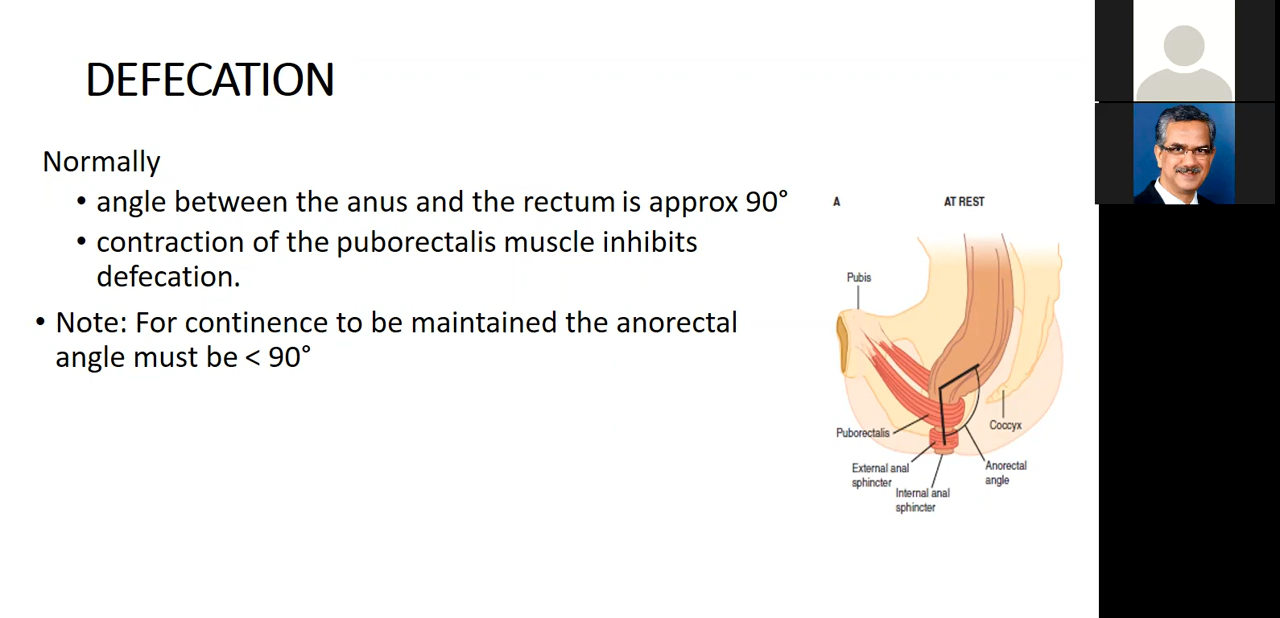 DEFECATION
Normally
• angle between the anus and the rectum is approx 90°
• contraction of the puborectalis muscle inhibits
defecation.
• Note: For continence to be maintained the anorectal
angle must be < 90°
A
AT REST
Pubis
Puborectalis
Coccyx
External anal
sphincter
Internal anal
sphincter
Anorectal
angle